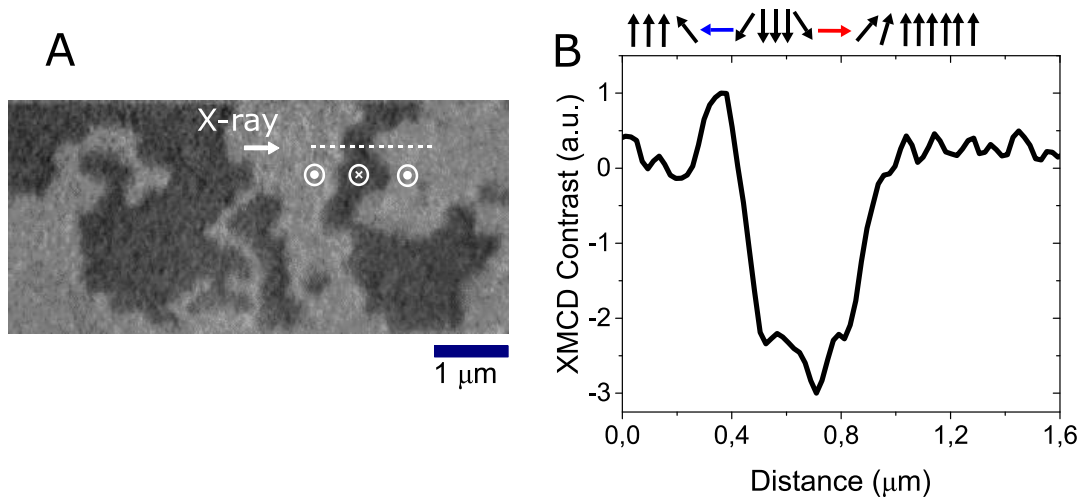 A
X-ray
1 μm
B
XMCD Contrast (a.u.)
1
0
-1
-2
-3
0,0
0,4
0,8
1,2
1,6
Distance (μm)